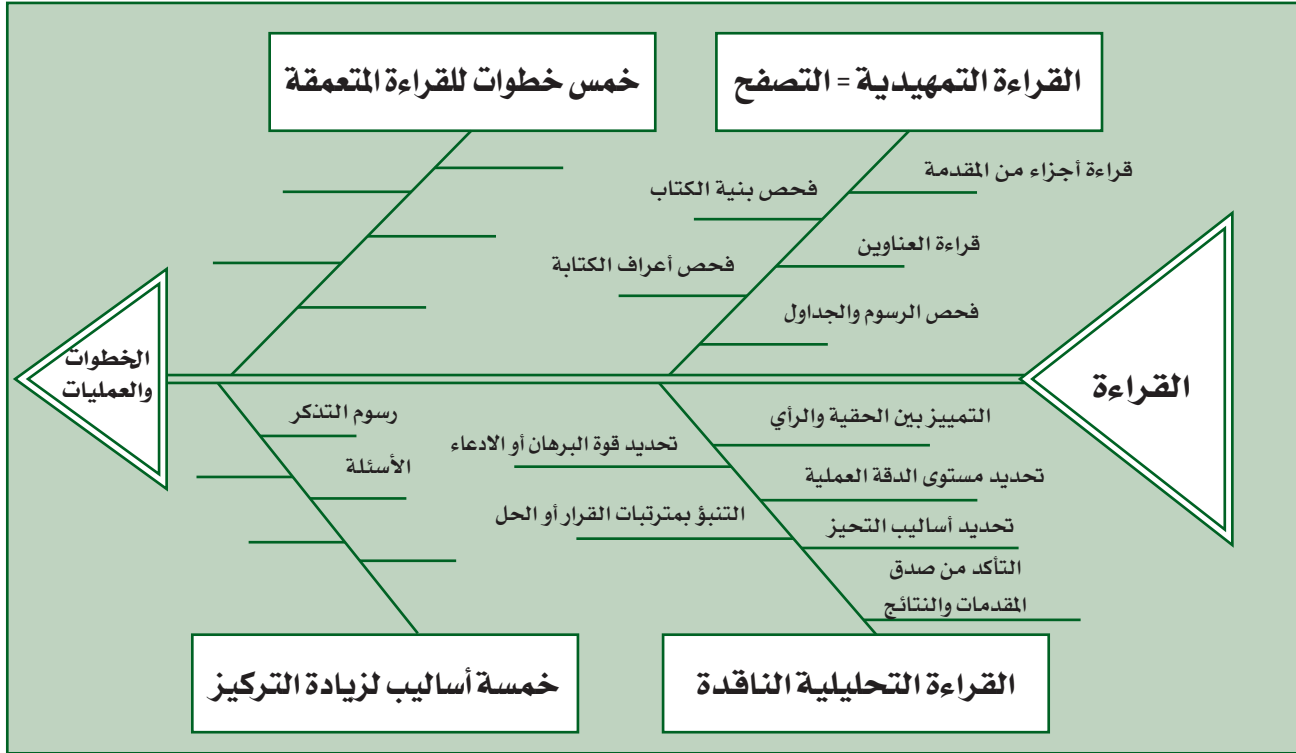 القراءة التمهيدية = التصفح
خمس خطوات للقراءة المتعمقة
قراءة أجزاء من المقدمة
فحص بنية الكتاب
قراءة العناوين
فحص أعراف الكتابة
فحص الرسوم والجداول
القراءة
الخطوات
والعمليات
التمييز بين الحقية والرأي
تحديد قوة البرهان أو الادعاء
تحديد مستوى الدقة العملية
التنبؤ بمترتبات القرار أو الحل
تحديد أساليب التحيز
التأكد من صدق
المقدمات والنتائج
رسوم التذكر
الأسئلة
القراءة التحليلية الناقدة
خمسة أساليب لزيادة التركيز